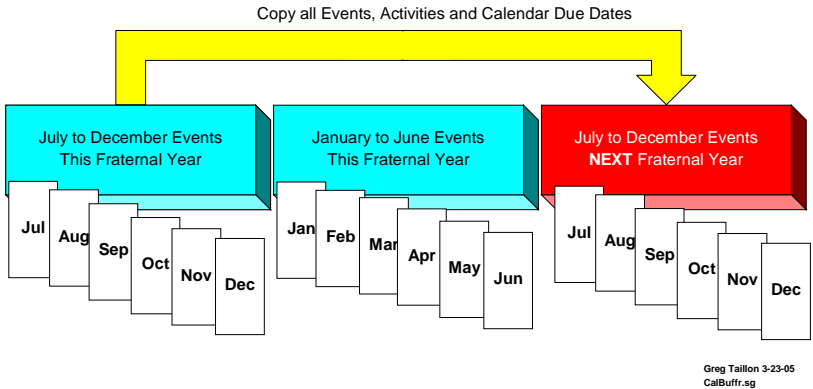 Copy all Events, Activities and Calendar Due Dates
July to December Events
This Fraternal Year
January to June Events
This Fraternal Year
July to December Events
NEXT Fraternal Year
Jul
Aug
Sep
Oct
Nov
Dec
Jan
Feb
Mar
Apr
May
Jun
Jul
Aug
Sep
Oct
Nov
Dec
Greg Taillon 3-23-05
CalBuffr.sg